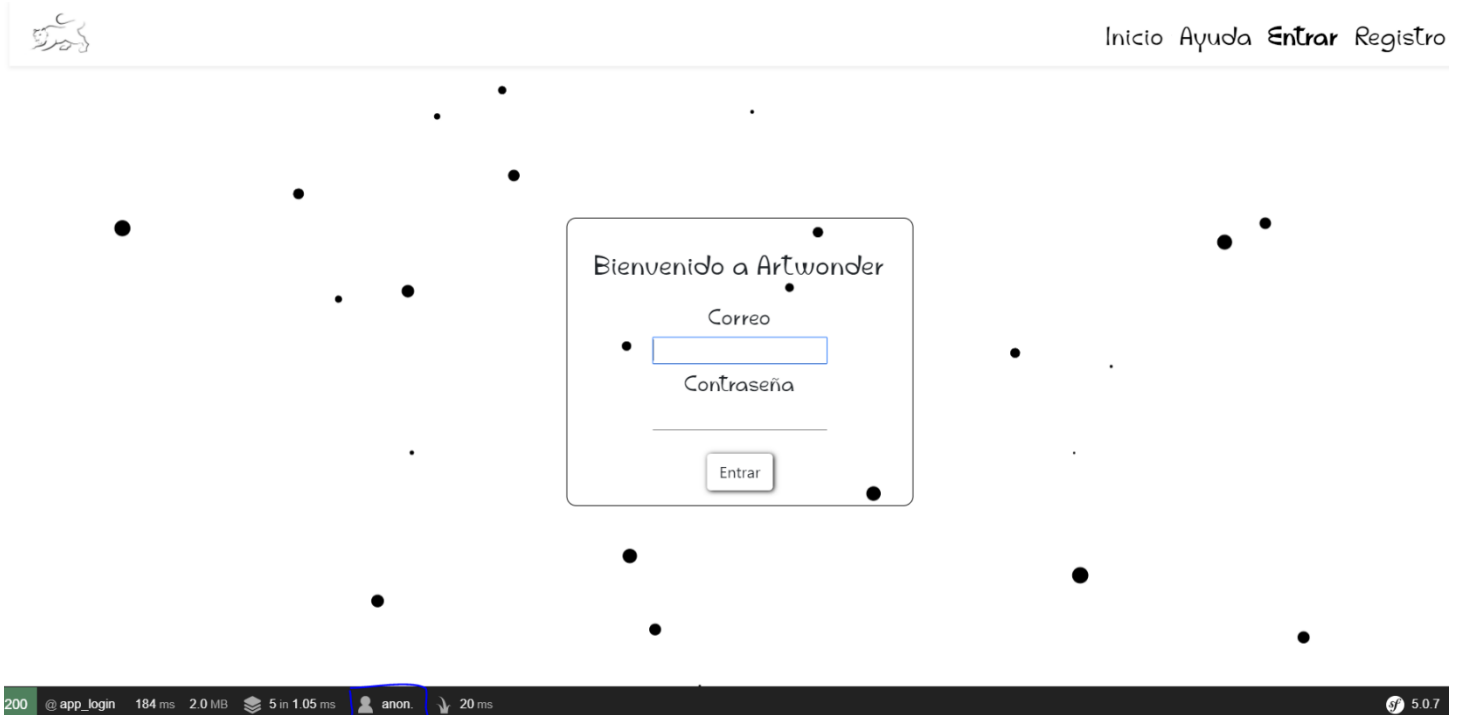 Inicio Ayuda Entrar Registro
Bienvenido a Artwonder
Correo
Contraseña
Entrar
200 @ app_login 184 ms 2.0 MB 5 in 1.05 ms anon. 20 ms sf 5.0.7